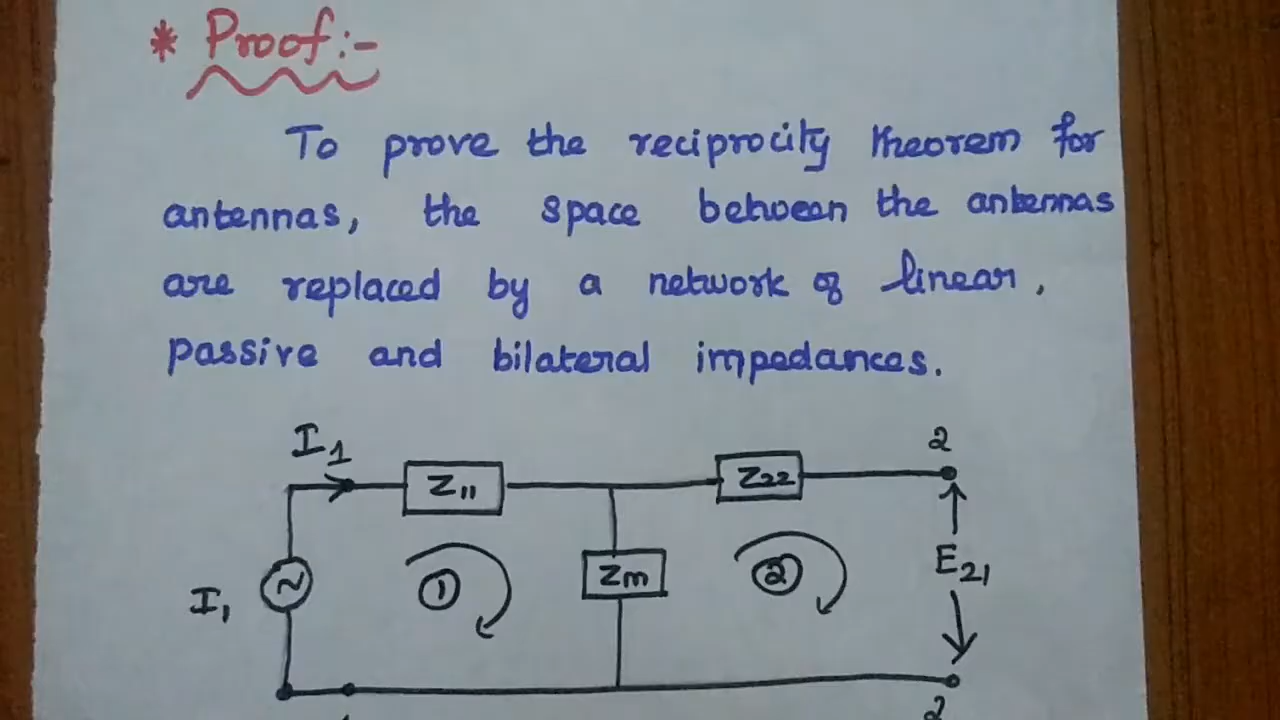 * Proof:-
To prove the reciprocity theorem for
antennas, the space between the antennas
are replaced by a network of linear,
passive and bilateral impedances.
I1
2
Z11
Z22
I1
1
Zm
2
E21
2